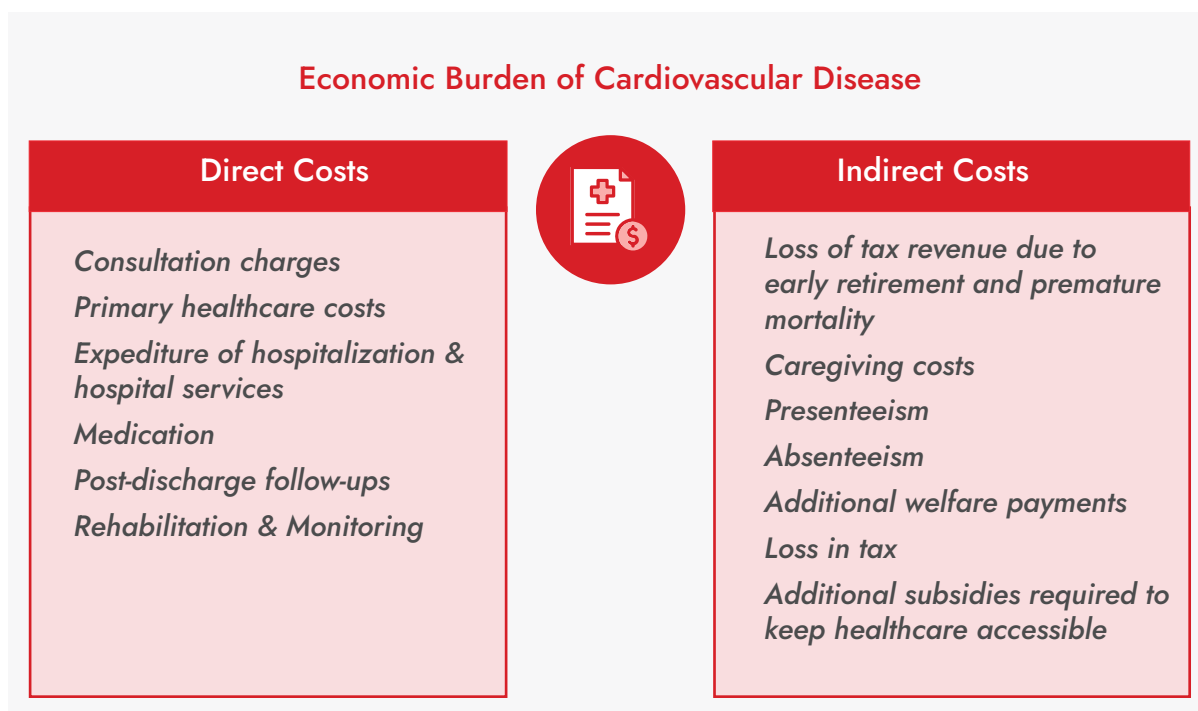 Economic Burden of Cardiovascular Disease
Direct Costs
Consultation charges
Primary healthcare costs
Expediture of hospitalization &
hospital services
Medication
Post-discharge follow-ups
Rehabilitation & Monitoring
$
Indirect Costs
Loss of tax revenue due to
early retirement and premature
mortality
Caregiving costs
Presenteeism
Absenteeism
Additional welfare payments
Loss in tax
Additional subsidies required to
keep healthcare accessible